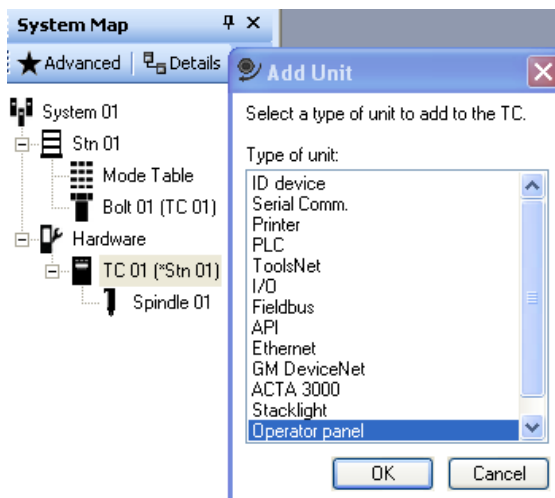 System Map
Advanced Details
System 01
Stn 01
Mode Table
Bolt 01 (TC 01)
Hardware
TC 01 (*Stn 01)
Spindle 01
Add Unit
Select a type of unit to add to the TC.
Type of unit:
ID device
Serial Comm.
Printer
PLC
ToolsNet
I/O
Fieldbus
API
Ethernet
GM DeviceNet
ACTA 3000
Stacklight
Operator panel
OK Cancel